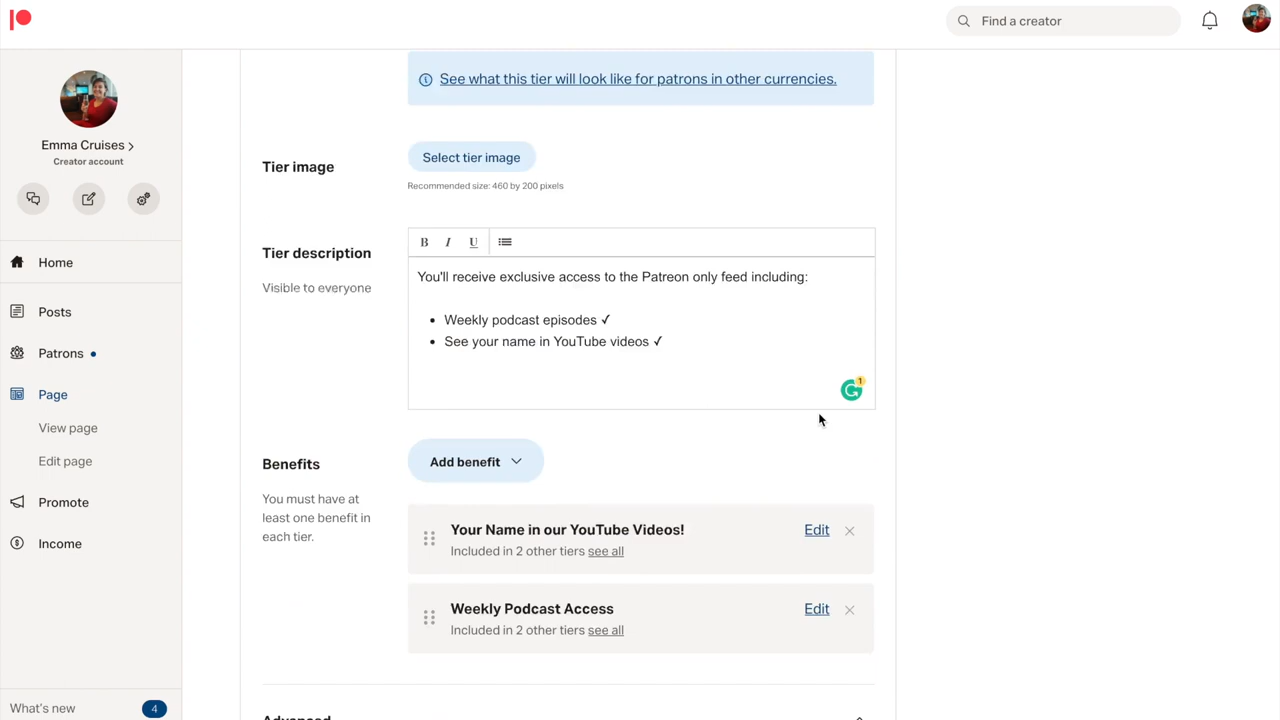 Find a creator
Emma Cruises
Creator account
Home
Posts
Patrons
Page
View page
Edit page
Promote
Income
What's new
4
See what this tier will look like for patrons in other currencies.
Tier image
Select tier image
Recommended size: 460 by 200 pixels
Tier description
Visible to everyone
B I U
You'll receive exclusive access to the Patreon only feed including:
• Weekly podcast episodes ✓
• See your name in YouTube videos ✓
1
Benefits
You must have at
least one benefit in
each tier.
Add benefit
Your Name in our YouTube Videos!
Edit
Included in 2 other tiers see all
Weekly Podcast Access
Edit
Included in 2 other tiers see all
Advanced